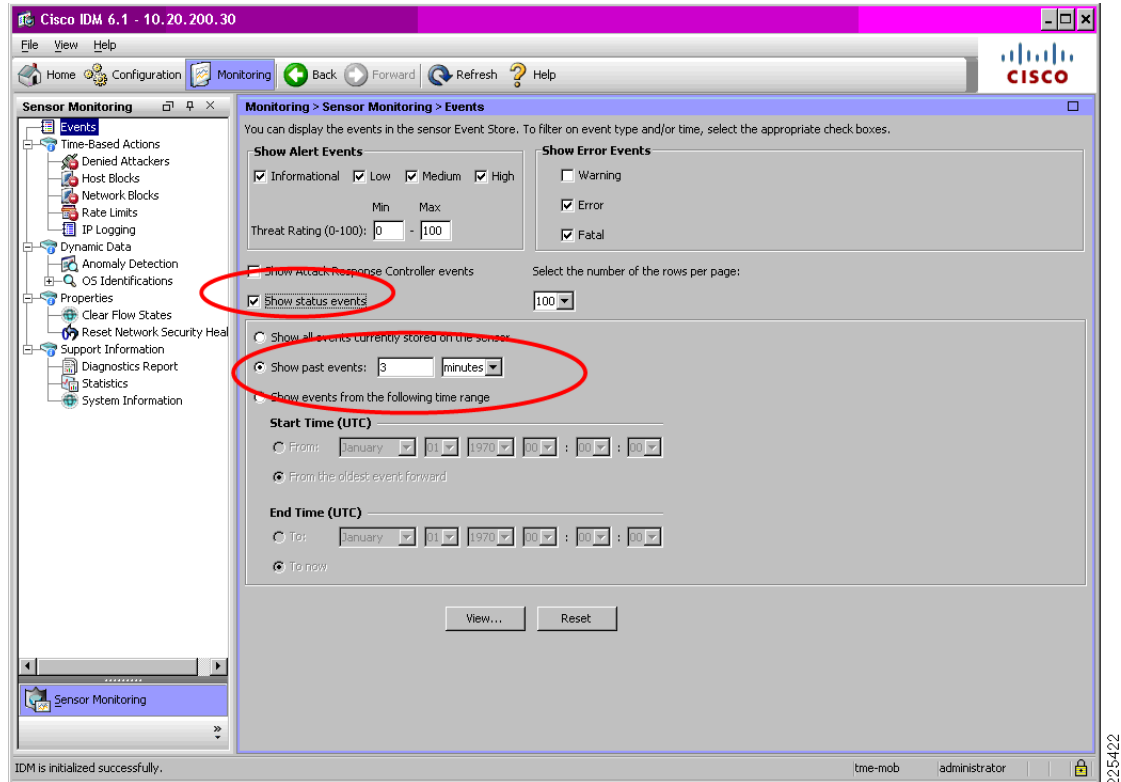 Cisco IDM 6.1 - 10.20.200.30
File View Help
Home Configuration Monitoring Back Forward Refresh Help
CISCO
Sensor Monitoring
Events
Time-Based Actions
Denied Attackers
Host Blocks
Network Blocks
Rate Limits
IP Logging
Dynamic Data
Anomaly Detection
OS Identifications
Properties
Clear Flow States
Reset Network Security Heal
Support Information
Diagnostics Report
Statistics
System Information
Sensor Monitoring
Monitoring > Sensor Monitoring > Events
You can display the events in the sensor Event Store. To filter on event type and/or time, select the appropriate check boxes.
Show Alert Events
Informational Low Medium High
Min Max
Threat Rating (0-100): 0 - 100
Show Error Events
Warning
Error
Fatal
Show Attack Response Controller events
Select the number of the rows per page:
Show status events
100
Show all events currently stored on the sensor
Show past events: 3 minutes
Show events from the following time range
Start Time (UTC)
From: January 01 1970 00 : 00 : 00
From the oldest event forward
End Time (UTC)
To: January 01 1970 00 : 00 : 00
To now
View... Reset
IDM is initialized successfully. tme-mob administrator
225422